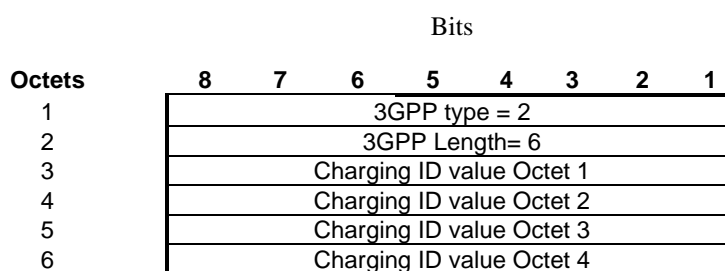 Bits
Octets 8 7 6 5 4 3 2 1
1 3GPP type = 2
2 3GPP Length= 6
3 Charging ID value Octet 1
4 Charging ID value Octet 2
5 Charging ID value Octet 3
6 Charging ID value Octet 4